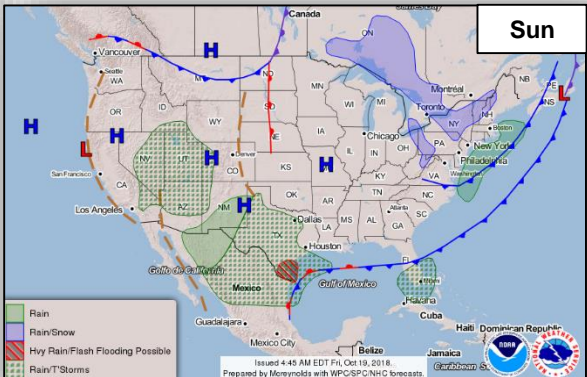 Sun
Canada
ON
Vancouver
Seattle
WA
H
ND
MN
NB
PE
NS
L
Montréal
Toronto
NH
NY
Boston
MT
OR
ID
WY
SD
WI
MI
H
H
H
L
San Francisco
NV
UT
CA
Denver
CO
NE
IA
Chicago
IL
IN
OH
PA
New York
Philadelphia
Washington
KS
MO
H
KY
VA
Los Angeles
AZ
NM
H
OK
AR
TN
NC
SC
Atlanta
MS
AL
GA
Dallas
TX
LA
Houston
FL
Golfo de California
Gulf of Mexico
Miami
Mexico
Havana
Cuba
Guadalajara
Mexico City
Belize
Haiti
Dominican Republic
Jamaica
Caribbean
Rain
Rain/Snow
Hvy Rain/Flash Flooding Possible
Rain/T'Storms
Issued 4:45 AM EDT Fri, Oct 19, 2018
Prepared by Mcreynolds with WPC/SPC/NHC forecasts.
NOAA